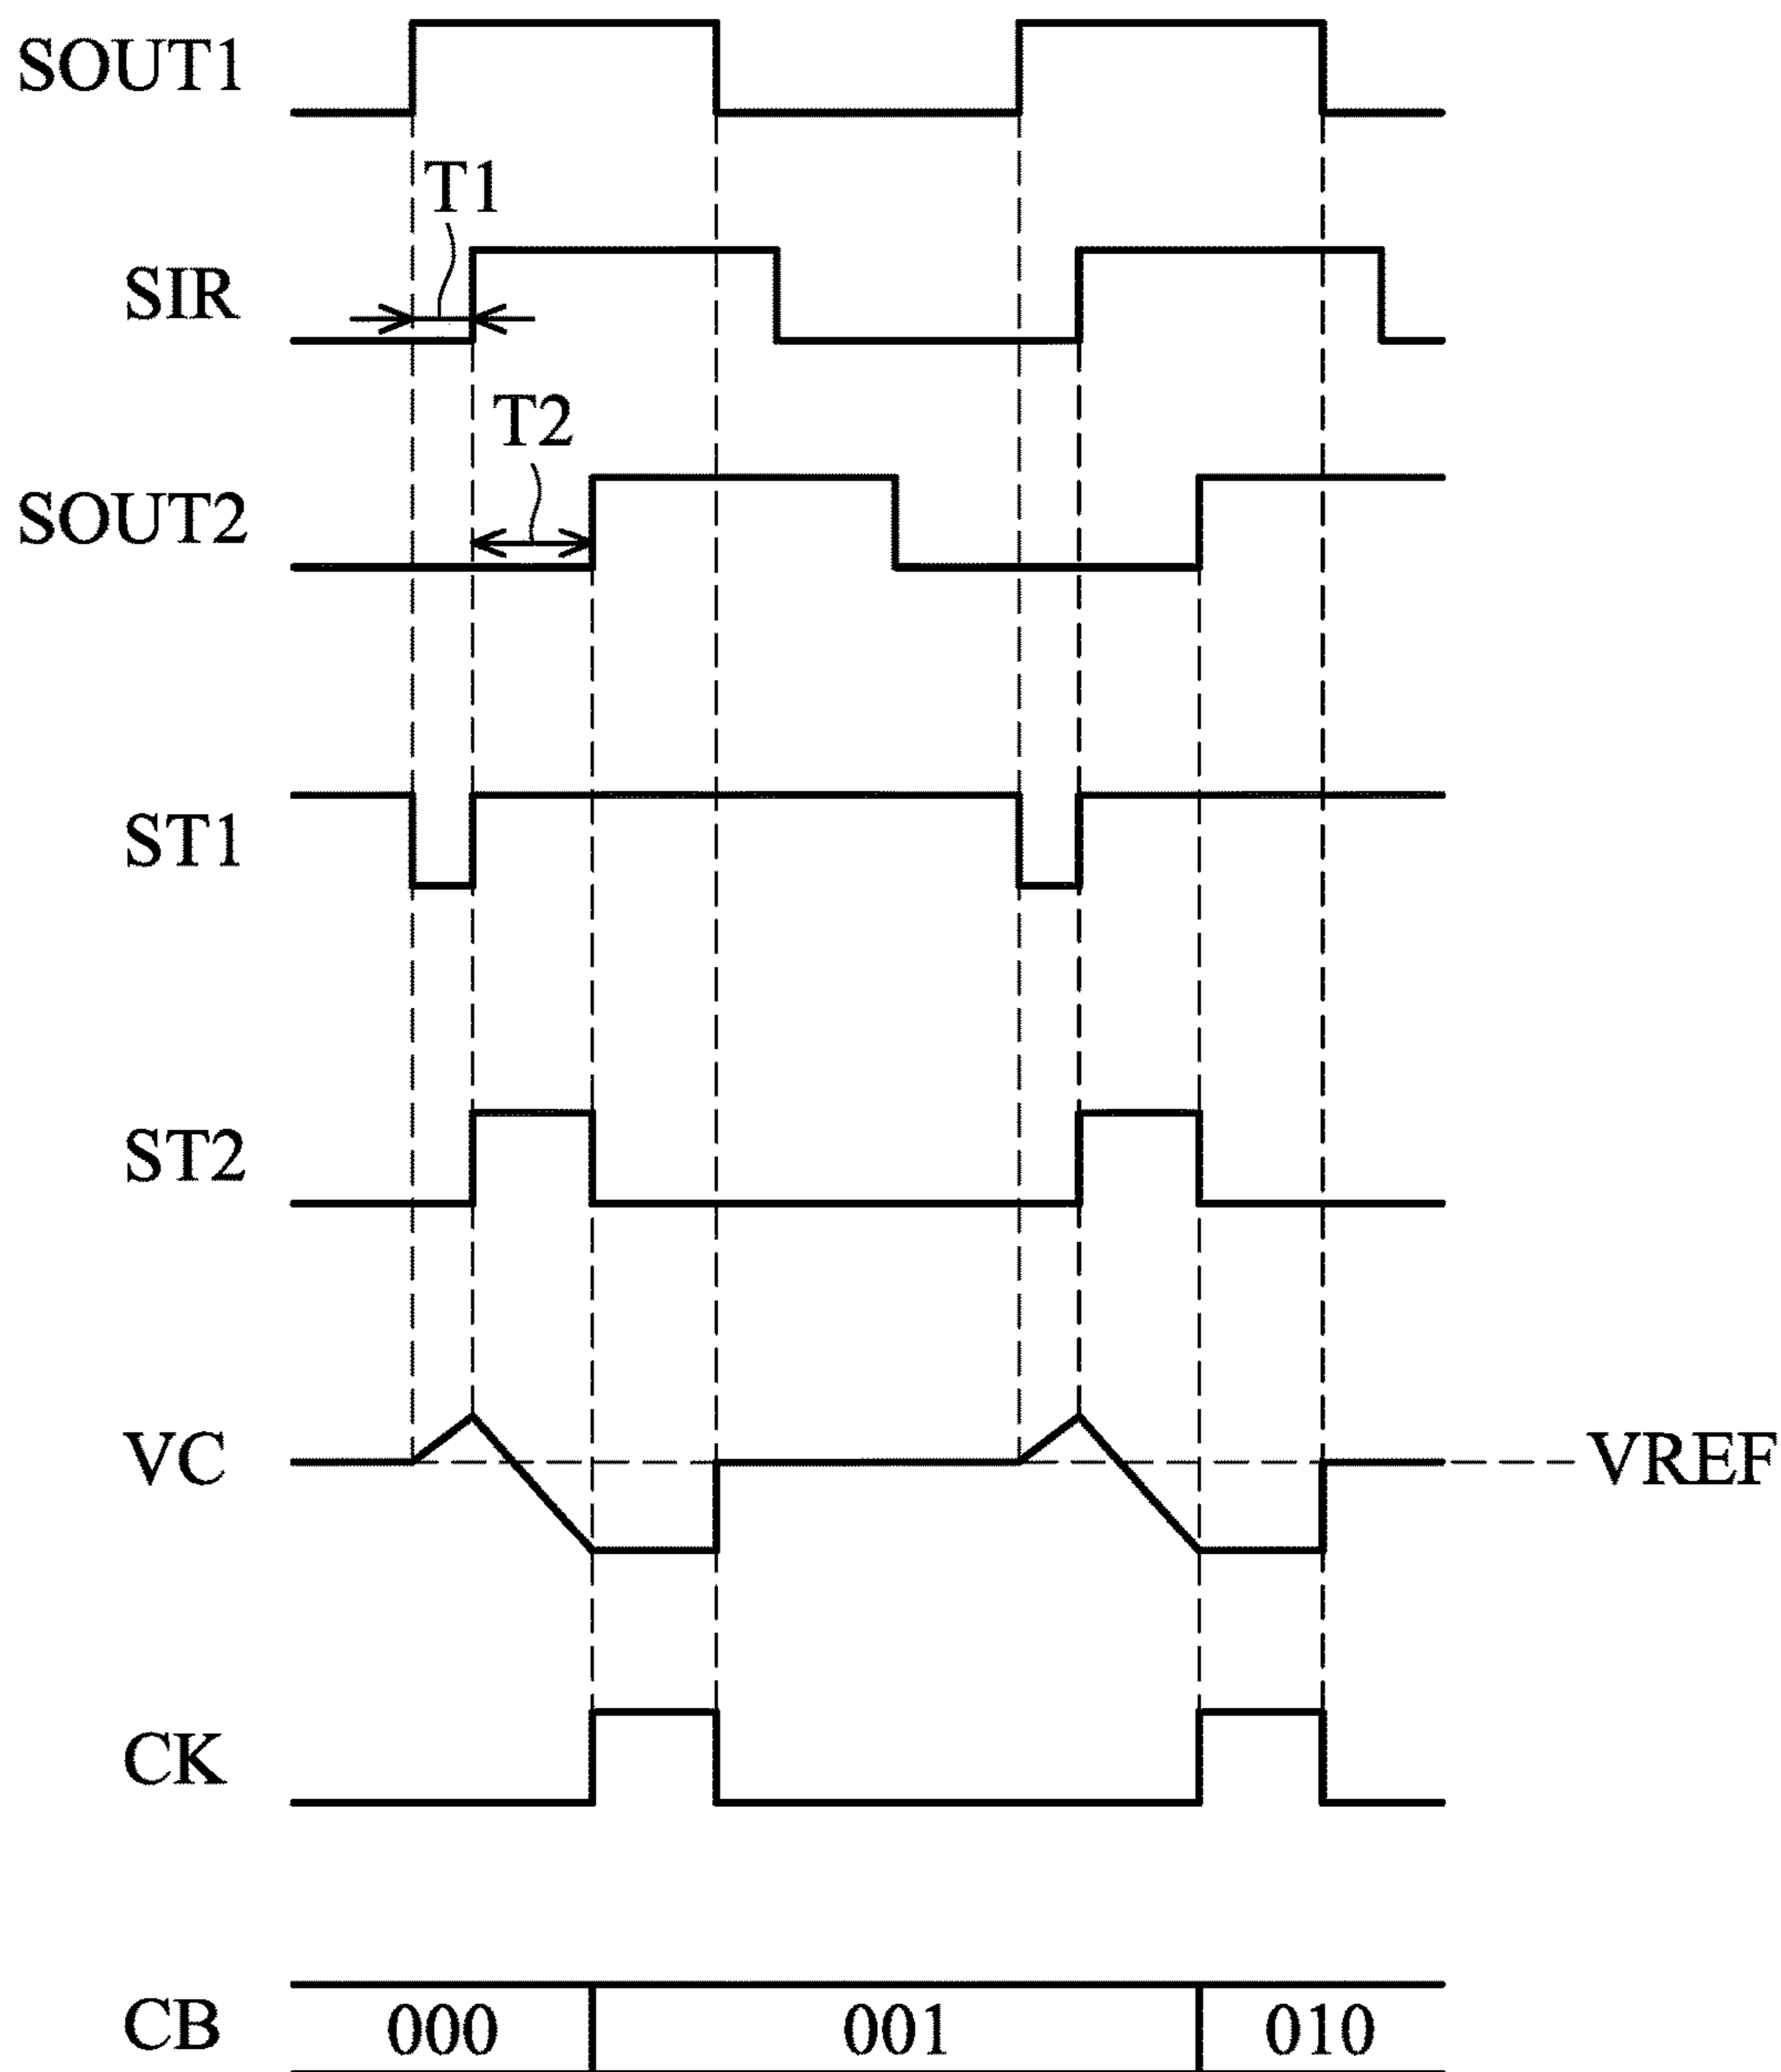 SOUT1
T1
SIR
T2
SOUT2
ST1
ST2
VC VREF
CK
CB 000 001 010